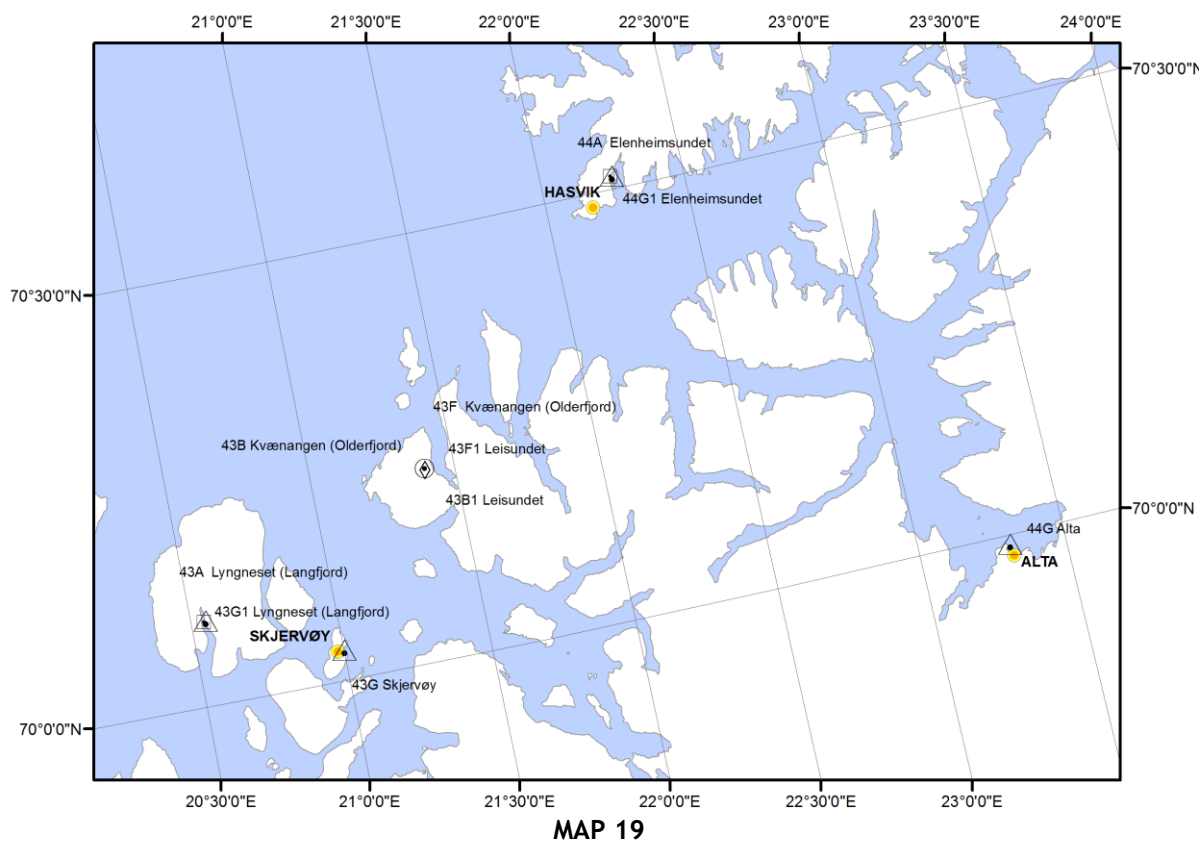 21°0'0"E 21°30'0"E 22°0'0"E 22°30'0"E 23°0'0"E 23°30'0"E 24°0'0"E
70°30'0"N
44A Elenheimsundet
HASVIK
44G1 Elenheimsundet
70°30'0"N
43F Kvænangen (Olderfjord)
43B Kvænangen (Olderfjord)
43F1 Leisundet
43B1 Leisundet
70°0'0"N
44G Alta
ALTA
43A Lyngneset (Langfjord)
43G1 Lyngneset (Langfjord)
SKJERVØY
43G Skjervøy
70°0'0"N
20°30'0"E 21°0'0"E 21°30'0"E 22°0'0"E 22°30'0"E 23°0'0"E
MAP 19